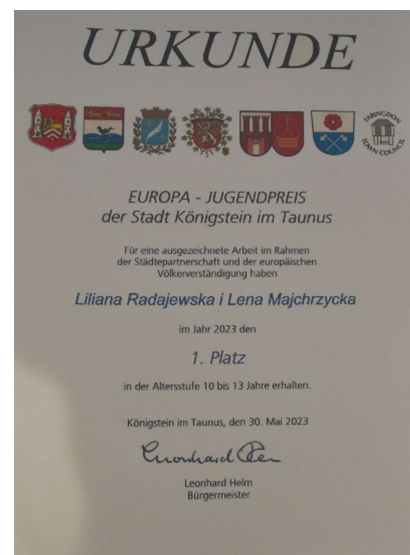 URKUNDE
FARINGDON
TOWN COUNCIL
EUROPA - JUGENDPREIS
der Stadt Königstein im Taunus
Für eine ausgezeichnete Arbeit im Rahmen
der Städtepartnerschaft und der europäischen
Völkerverständigung haben
Liliana Radajewska i Lena Majchrzycka
im Jahr 2023 den
1. Platz
in der Altersstufe 10 bis 13 Jahre erhalten.
Königstein im Taunus, den 30. Mai 2023
Leonhard Helm
Bürgermeister